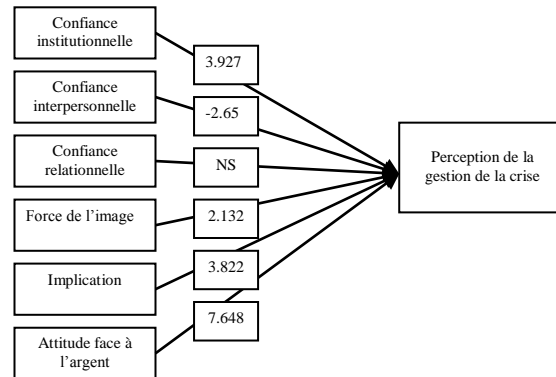 Confiance
institutionnelle
3.927
Confiance
interpersonnelle
-2.65
Confiance
relationnelle
NS
Perception de la
gestion de la crise
Force de l’image
2.132
Implication
3.822
7.648
Attitude face à
l’argent